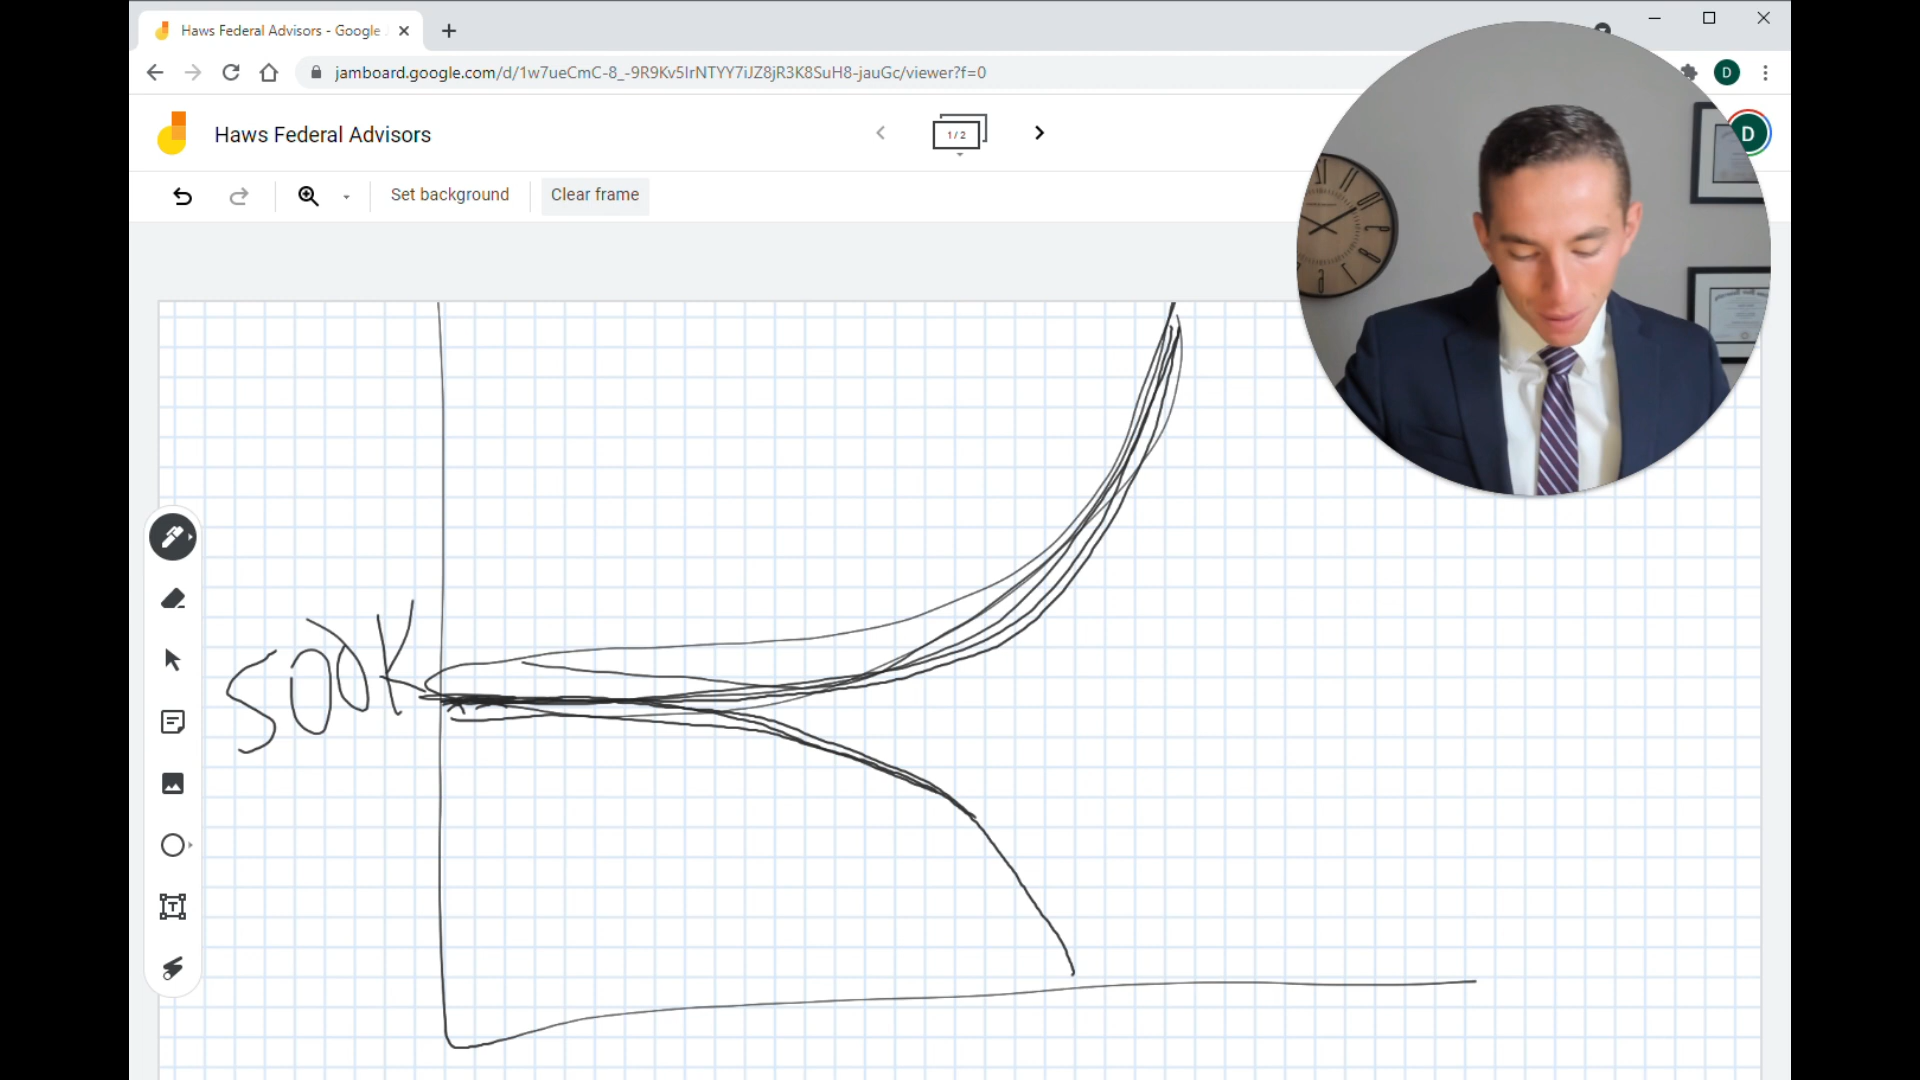 Haws Federal Advisors - Google
jamboard.google.com/d/1w7ueCmC-8_-9R9Kv5IrNTYY7iJZ8jR3K8SuH8-jauGc/viewer?f=0
D
Haws Federal Advisors
1 / 2
D
Set background
Clear frame
500K